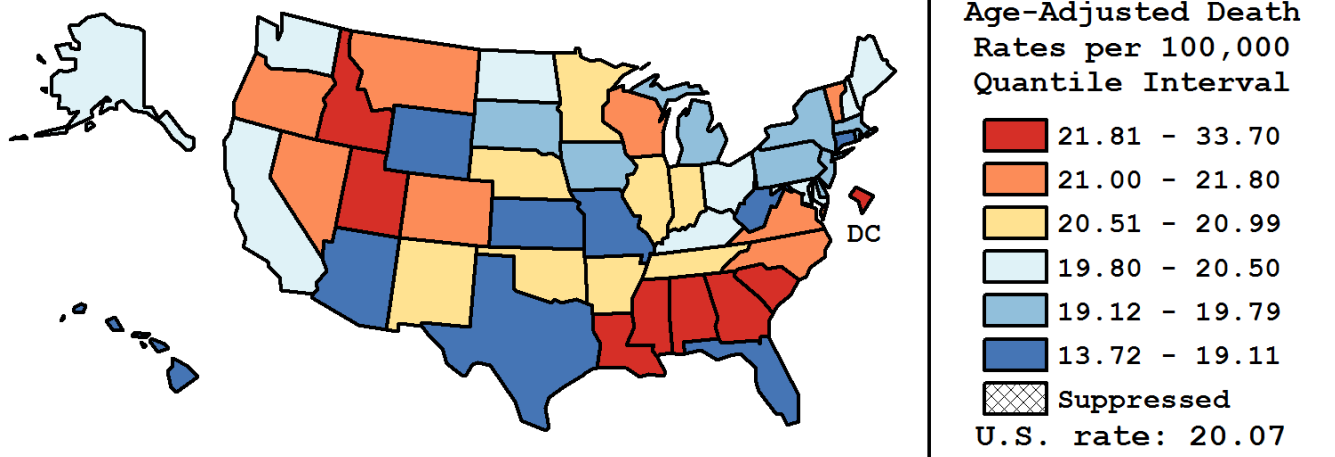 Age-Adjusted Death
Rates per 100,000
Quantile Interval
21.81 - 33.70
21.00 - 21.80
20.51 - 20.99
19.80 - 20.50
19.12 - 19.79
13.72 - 19.11
Suppressed
U.S. rate: 20.07
DC